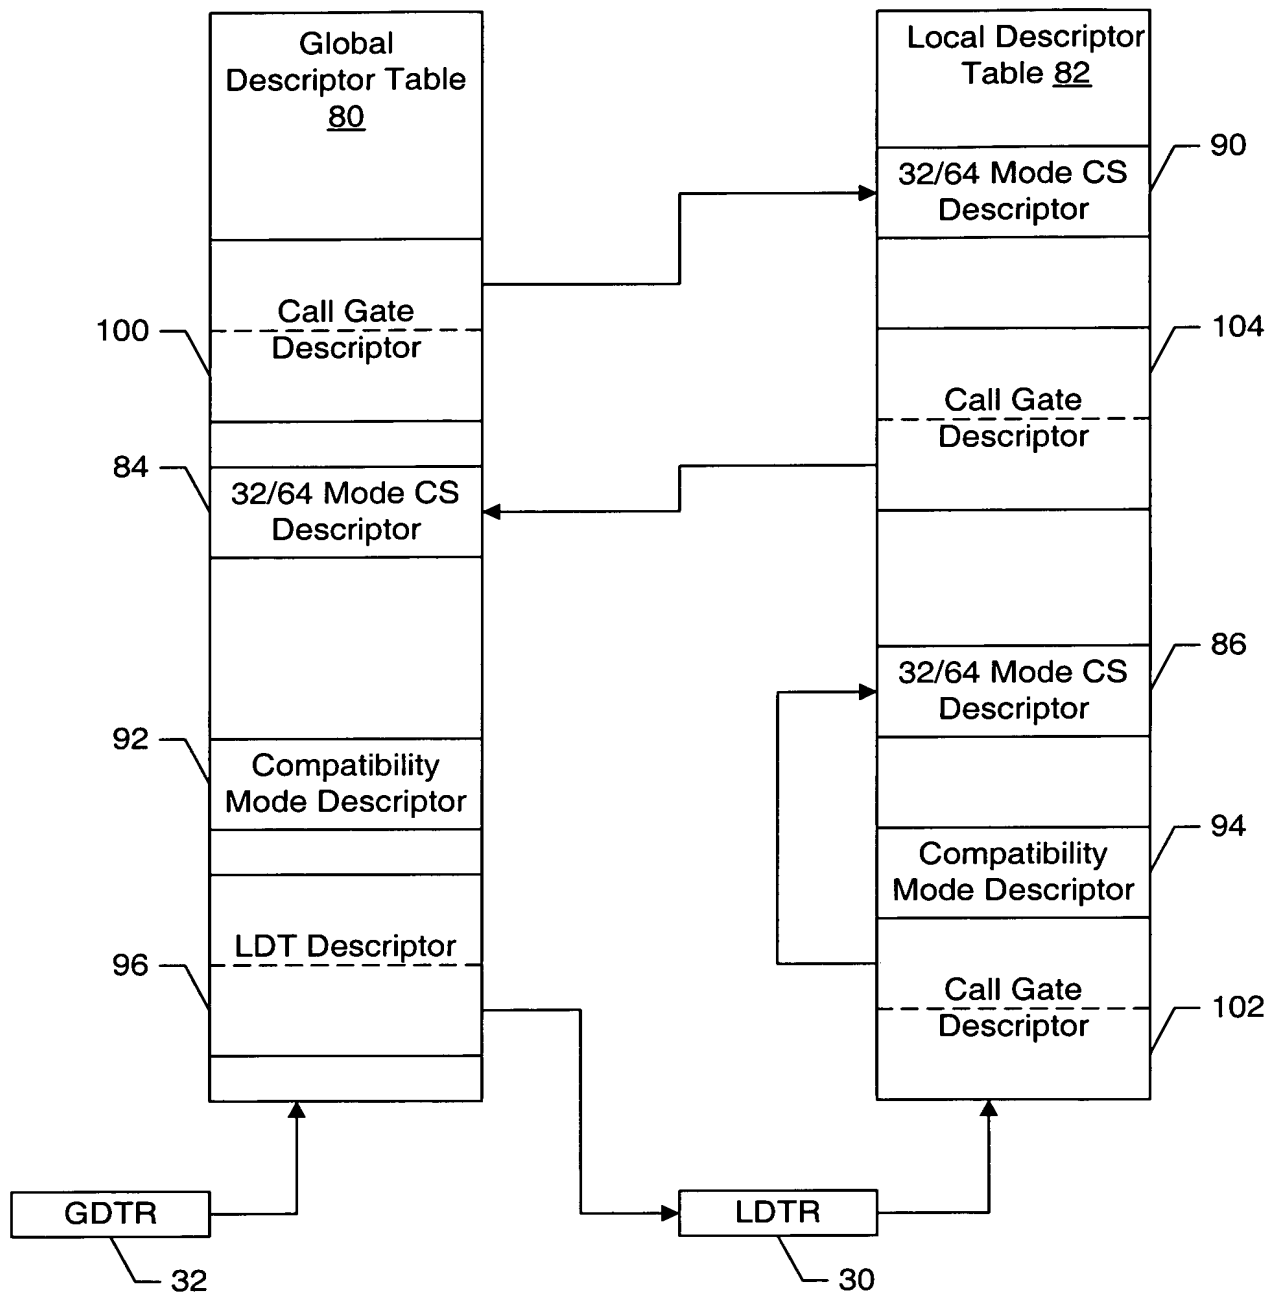 Global
Descriptor Table
80
100
Call Gate
Descriptor
84
32/64 Mode CS
Descriptor
92
Compatibility
Mode Descriptor
96
LDT Descriptor
GDTR
32
Local Descriptor
Table 82
32/64 Mode CS
Descriptor
90
Call Gate
Descriptor
104
32/64 Mode CS
Descriptor
86
Compatibility
Mode Descriptor
94
Call Gate
Descriptor
102
LDTR
30